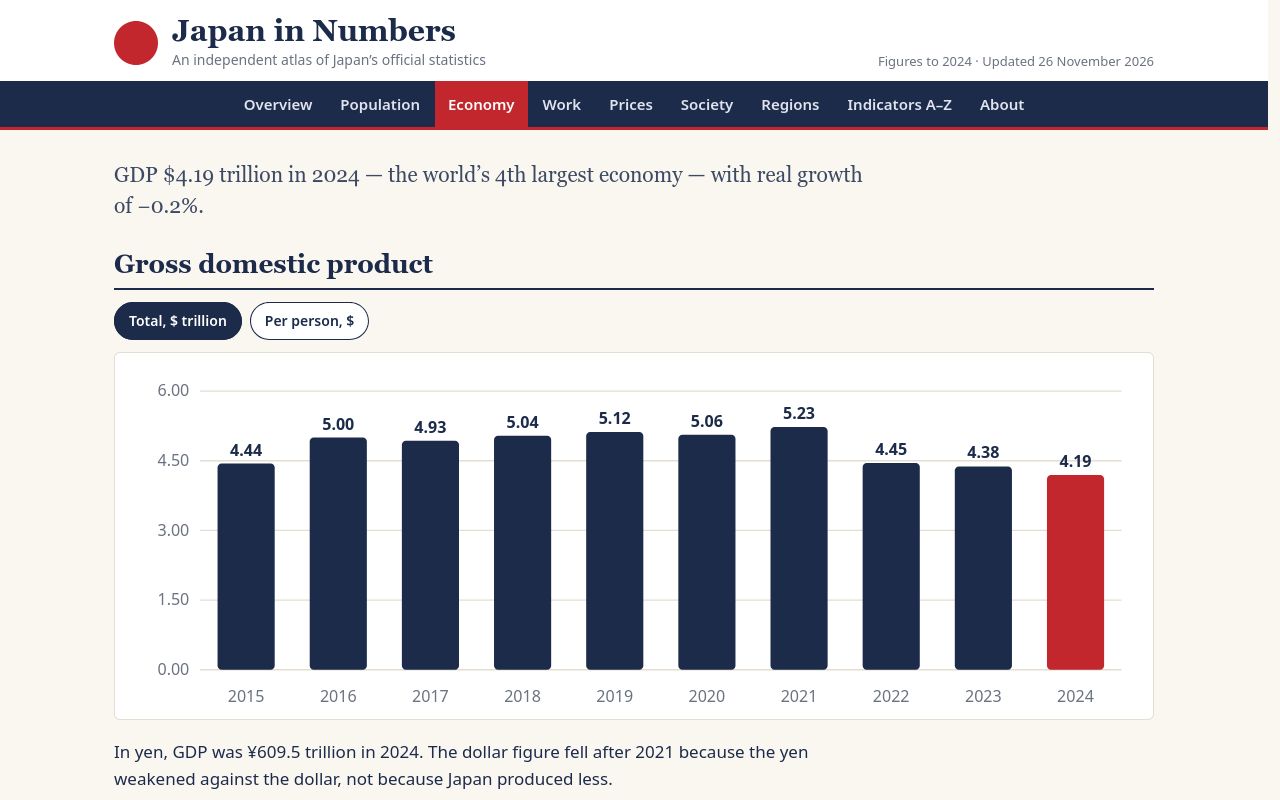 Japan in Numbers
An independent atlas of Japan’s official statistics
Figures to 2024 · Updated 26 November 2026
Overview Population Economy Work Prices Society Regions Indicators A–Z About
GDP $4.19 trillion in 2024 — the world’s 4th largest economy — with real growth
of −0.2%.
Gross domestic product
Total, $ trillion Per person, $
6.00
4.50
3.00
1.50
0.00
4.44 5.00 4.93 5.04 5.12 5.06 5.23 4.45 4.38 4.19
2015 2016 2017 2018 2019 2020 2021 2022 2023 2024
In yen, GDP was ¥609.5 trillion in 2024. The dollar figure fell after 2021 because the yen
weakened against the dollar, not because Japan produced less.